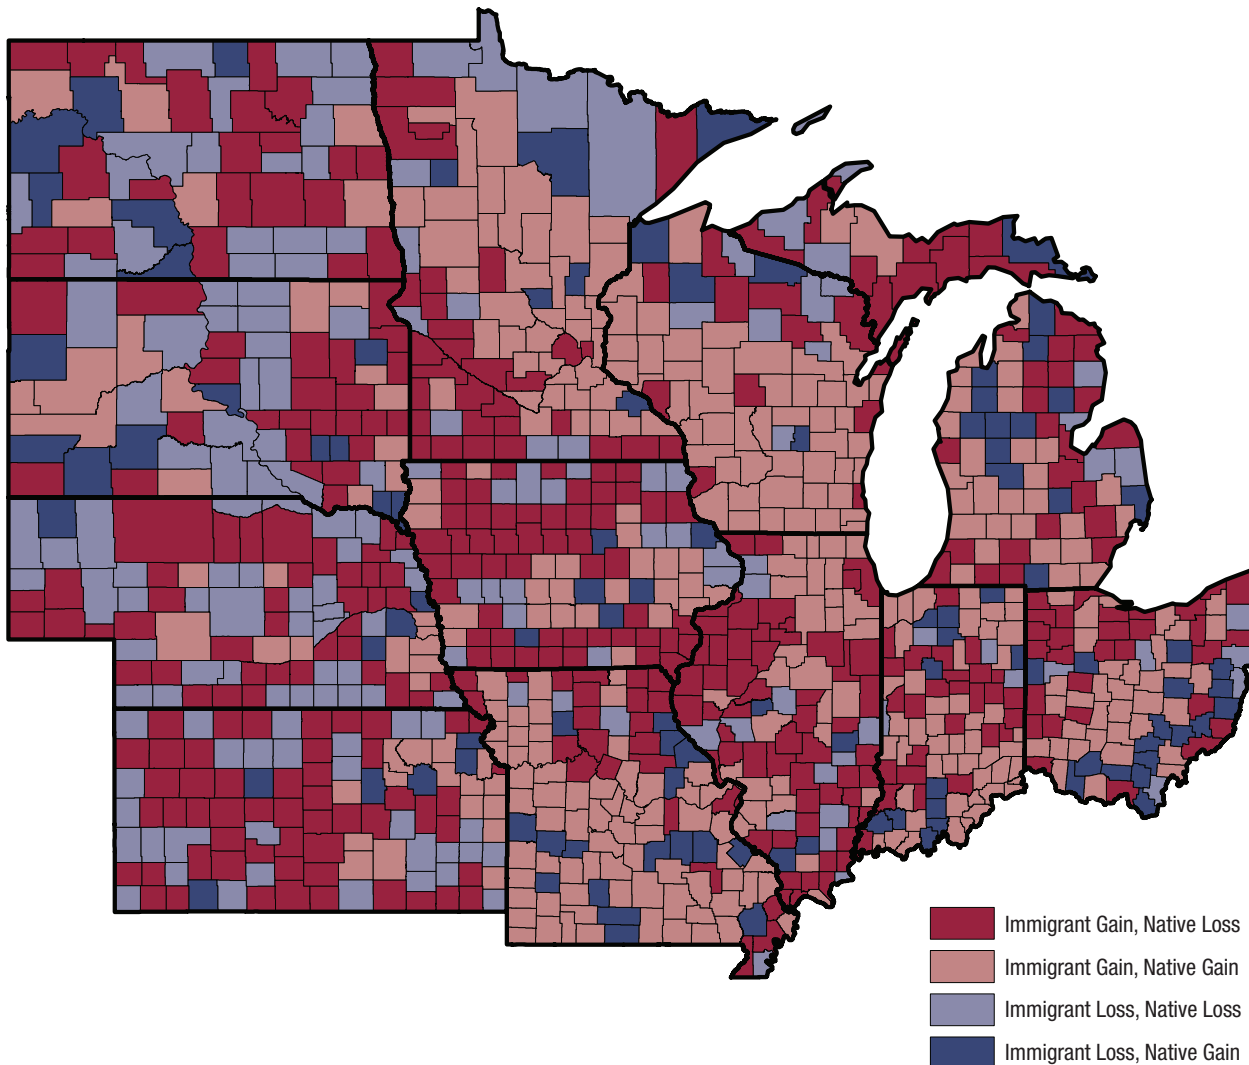 Immigrant Gain, Native Loss
Immigrant Gain, Native Gain
Immigrant Loss, Native Loss
Immigrant Loss, Native Gain